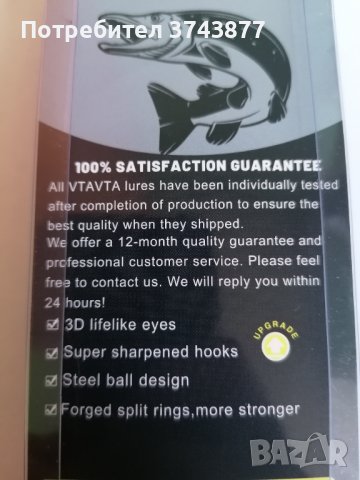 Потребител 3743877
100% SATISFACTION GUARANTEE
All VTAVTA lures have been individually tested
after completion of production to ensure the
best quality when they shipped.
We offer a 12-month quality guarantee and
professional customer service. Please feel
free to contact us. We will reply you within
24 hours!
3D lifelike eyes
UPGRADE
Super sharpened hooks
Steel ball design
Forged split rings,more stronger
BAZAR